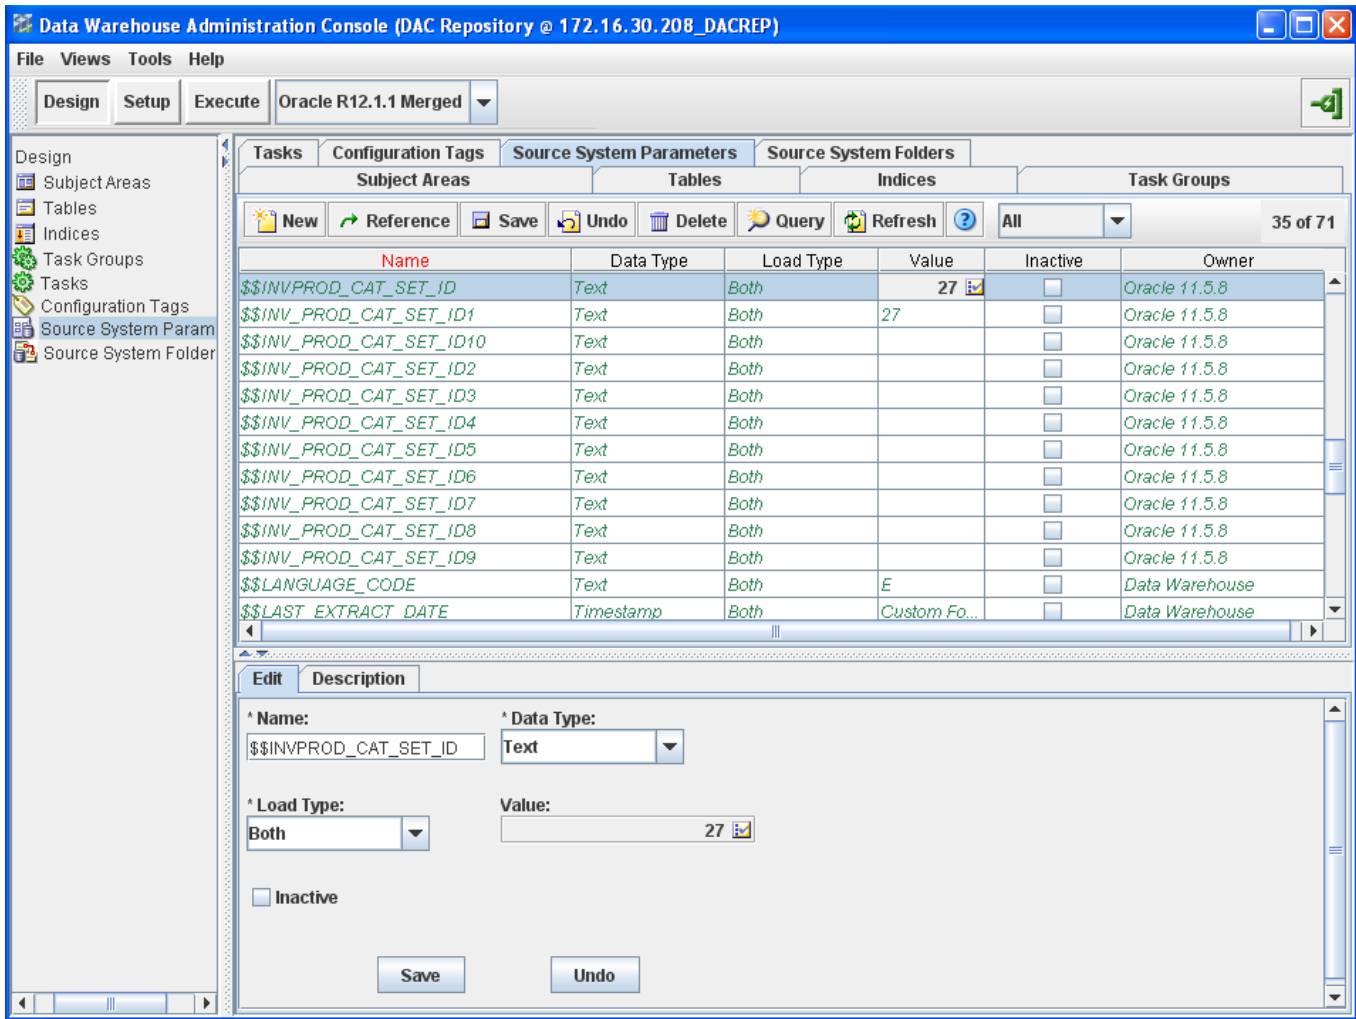 Data Warehouse Administration Console (DAC Repository @ 172.16.30.208_DACREP)
File Views Tools Help
Design Setup Execute Oracle R12.1.1 Merged
Design
Subject Areas
Tables
Indices
Task Groups
Tasks
Configuration Tags
Source System Param
Source System Folder
Tasks Configuration Tags Source System Parameters Source System Folders
Subject Areas Tables Indices Task Groups
New Reference Save Undo Delete Query Refresh ? All 35 of 71
Name Data Type Load Type Value Inactive Owner
$$INVPROD_CAT_SET_ID Text Both 27 Oracle 11.5.8
$$INV_PROD_CAT_SET_ID1 Text Both 27 Oracle 11.5.8
$$INV_PROD_CAT_SET_ID10 Text Both Oracle 11.5.8
$$INV_PROD_CAT_SET_ID2 Text Both Oracle 11.5.8
$$INV_PROD_CAT_SET_ID3 Text Both Oracle 11.5.8
$$INV_PROD_CAT_SET_ID4 Text Both Oracle 11.5.8
$$INV_PROD_CAT_SET_ID5 Text Both Oracle 11.5.8
$$INV_PROD_CAT_SET_ID6 Text Both Oracle 11.5.8
$$INV_PROD_CAT_SET_ID7 Text Both Oracle 11.5.8
$$INV_PROD_CAT_SET_ID8 Text Both Oracle 11.5.8
$$INV_PROD_CAT_SET_ID9 Text Both Oracle 11.5.8
$$LANGUAGE_CODE Text Both E Data Warehouse
$$LAST_EXTRACT_DATE Timestamp Both Custom Fo... Data Warehouse
Edit Description
* Name: * Data Type:
$$INVPROD_CAT_SET_ID Text
* Load Type: Value:
Both 27
Inactive
Save Undo